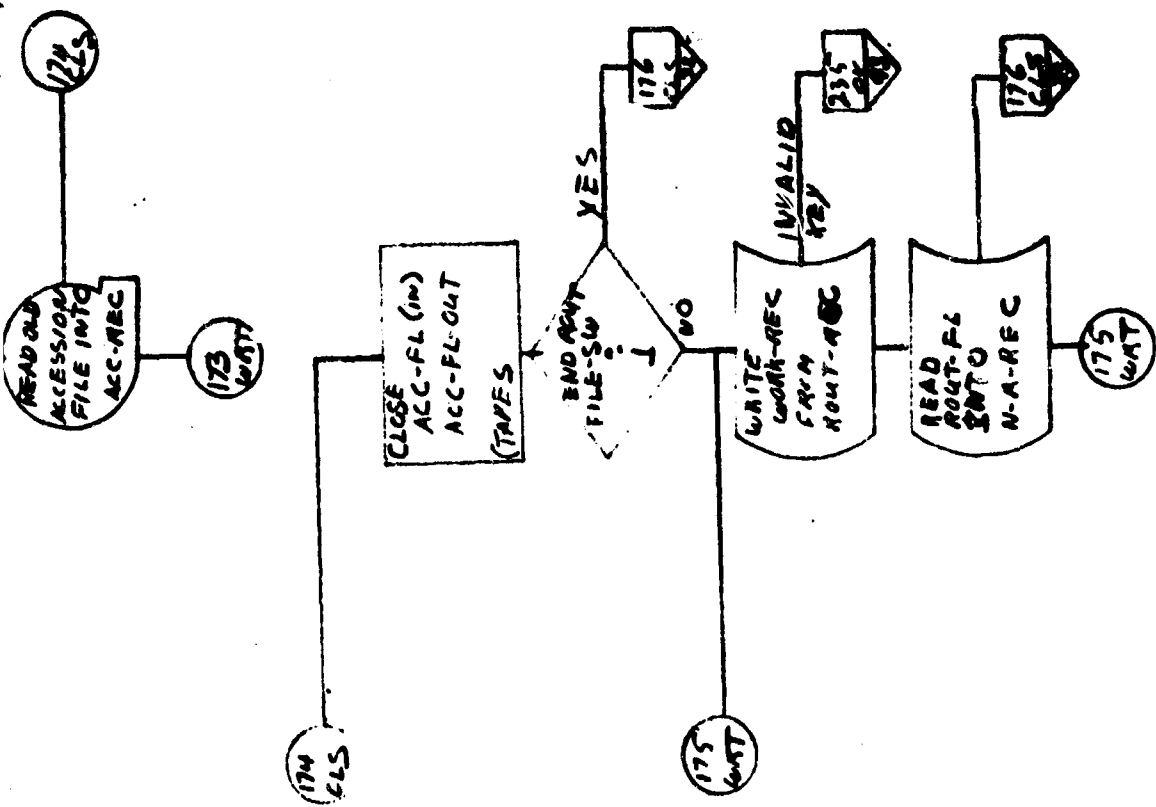 174
CLS
READ OLD
ACCESSION
FILE INTO
ACC-REC
173
WRT
174
CLS
CLOSE
ACC-FL (IN)
ACC-FL-OUT
(TAPES
END ROUT
FILE-SW
1
YES
176
CLS
NO
175
WRT
WRITE
WORK-REC
FROM
ROUT-REC
INVALID
KEY
235
READ
ROUT-FL
INTO
N-A-REC
176
CLS
175
WRT